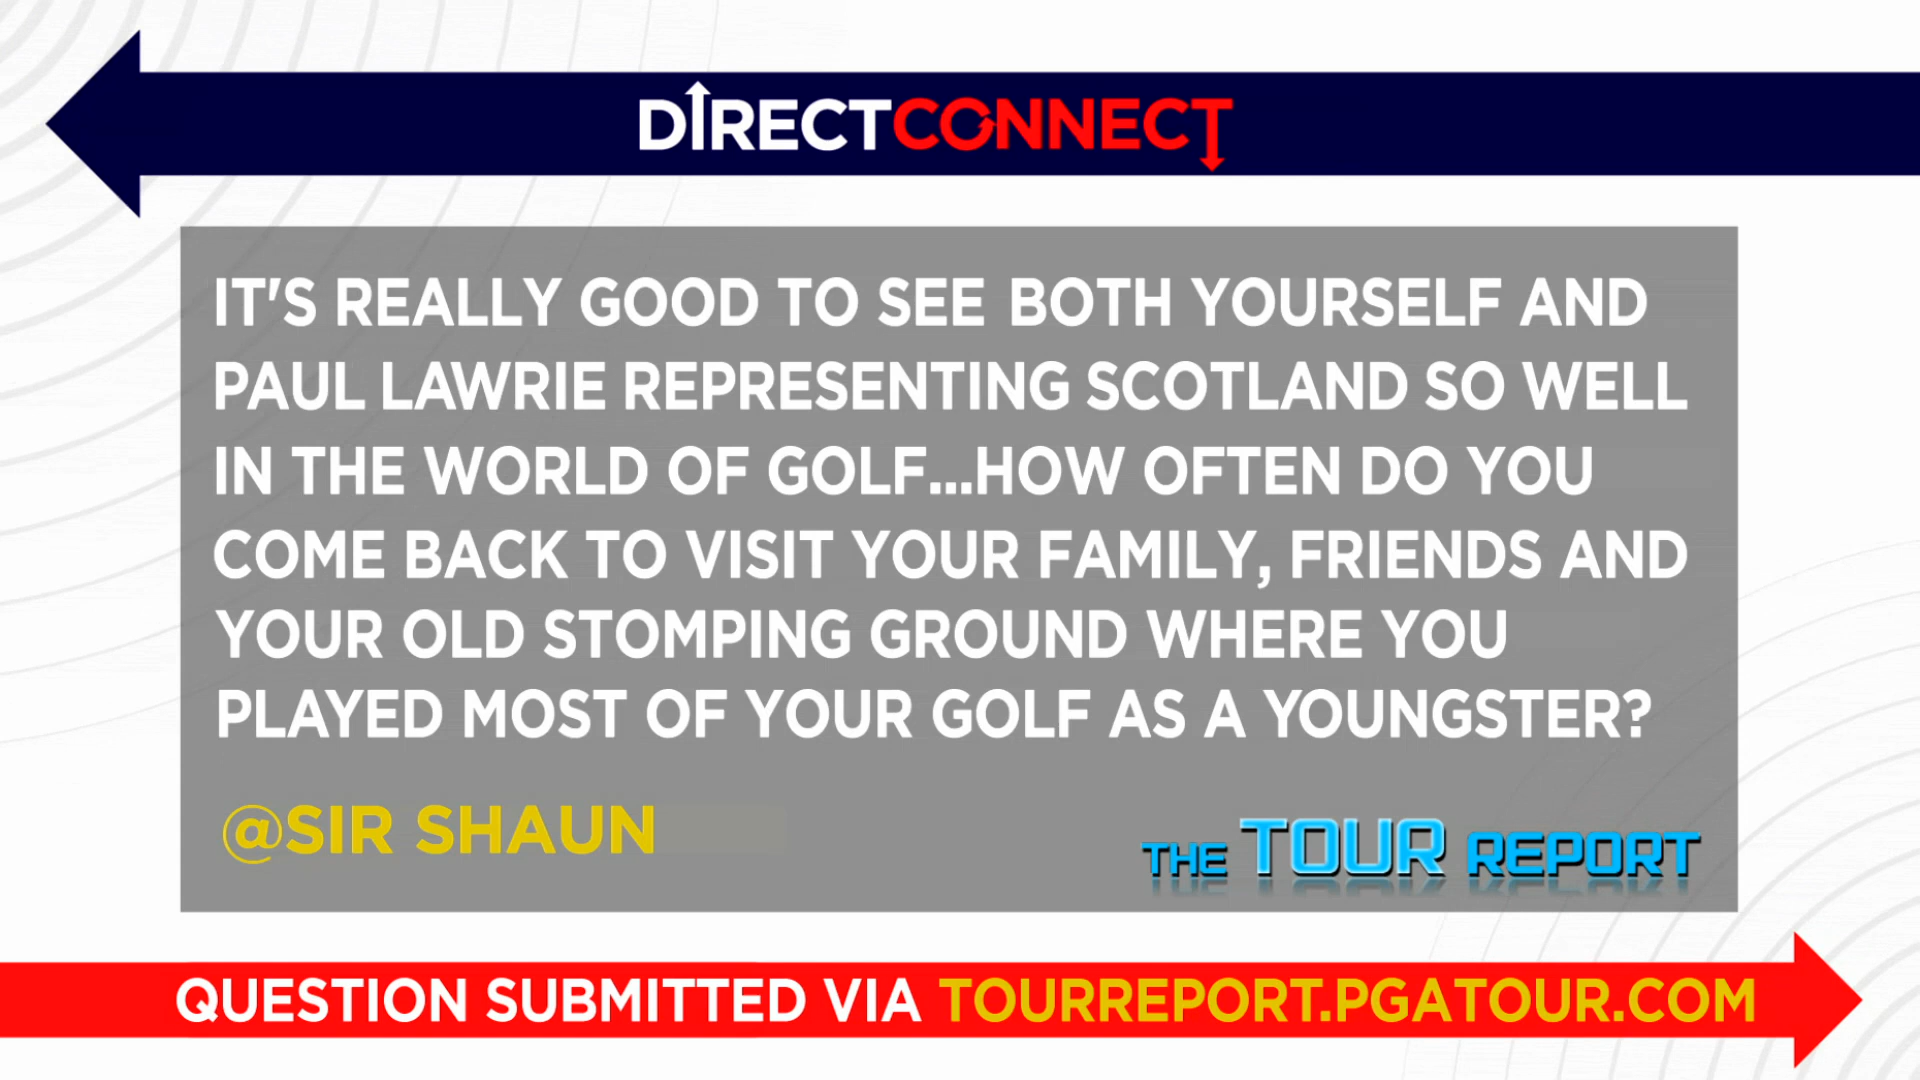 DIRECTCONNECT
IT'S REALLY GOOD TO SEE BOTH YOURSELF AND
PAUL LAWRIE REPRESENTING SCOTLAND SO WELL
IN THE WORLD OF GOLF...HOW OFTEN DO YOU
COME BACK TO VISIT YOUR FAMILY, FRIENDS AND
YOUR OLD STOMPING GROUND WHERE YOU
PLAYED MOST OF YOUR GOLF AS A YOUNGSTER?
@SIR SHAUN
THE TOUR REPORT
QUESTION SUBMITTED VIA TOURREPORT.PGATOUR.COM